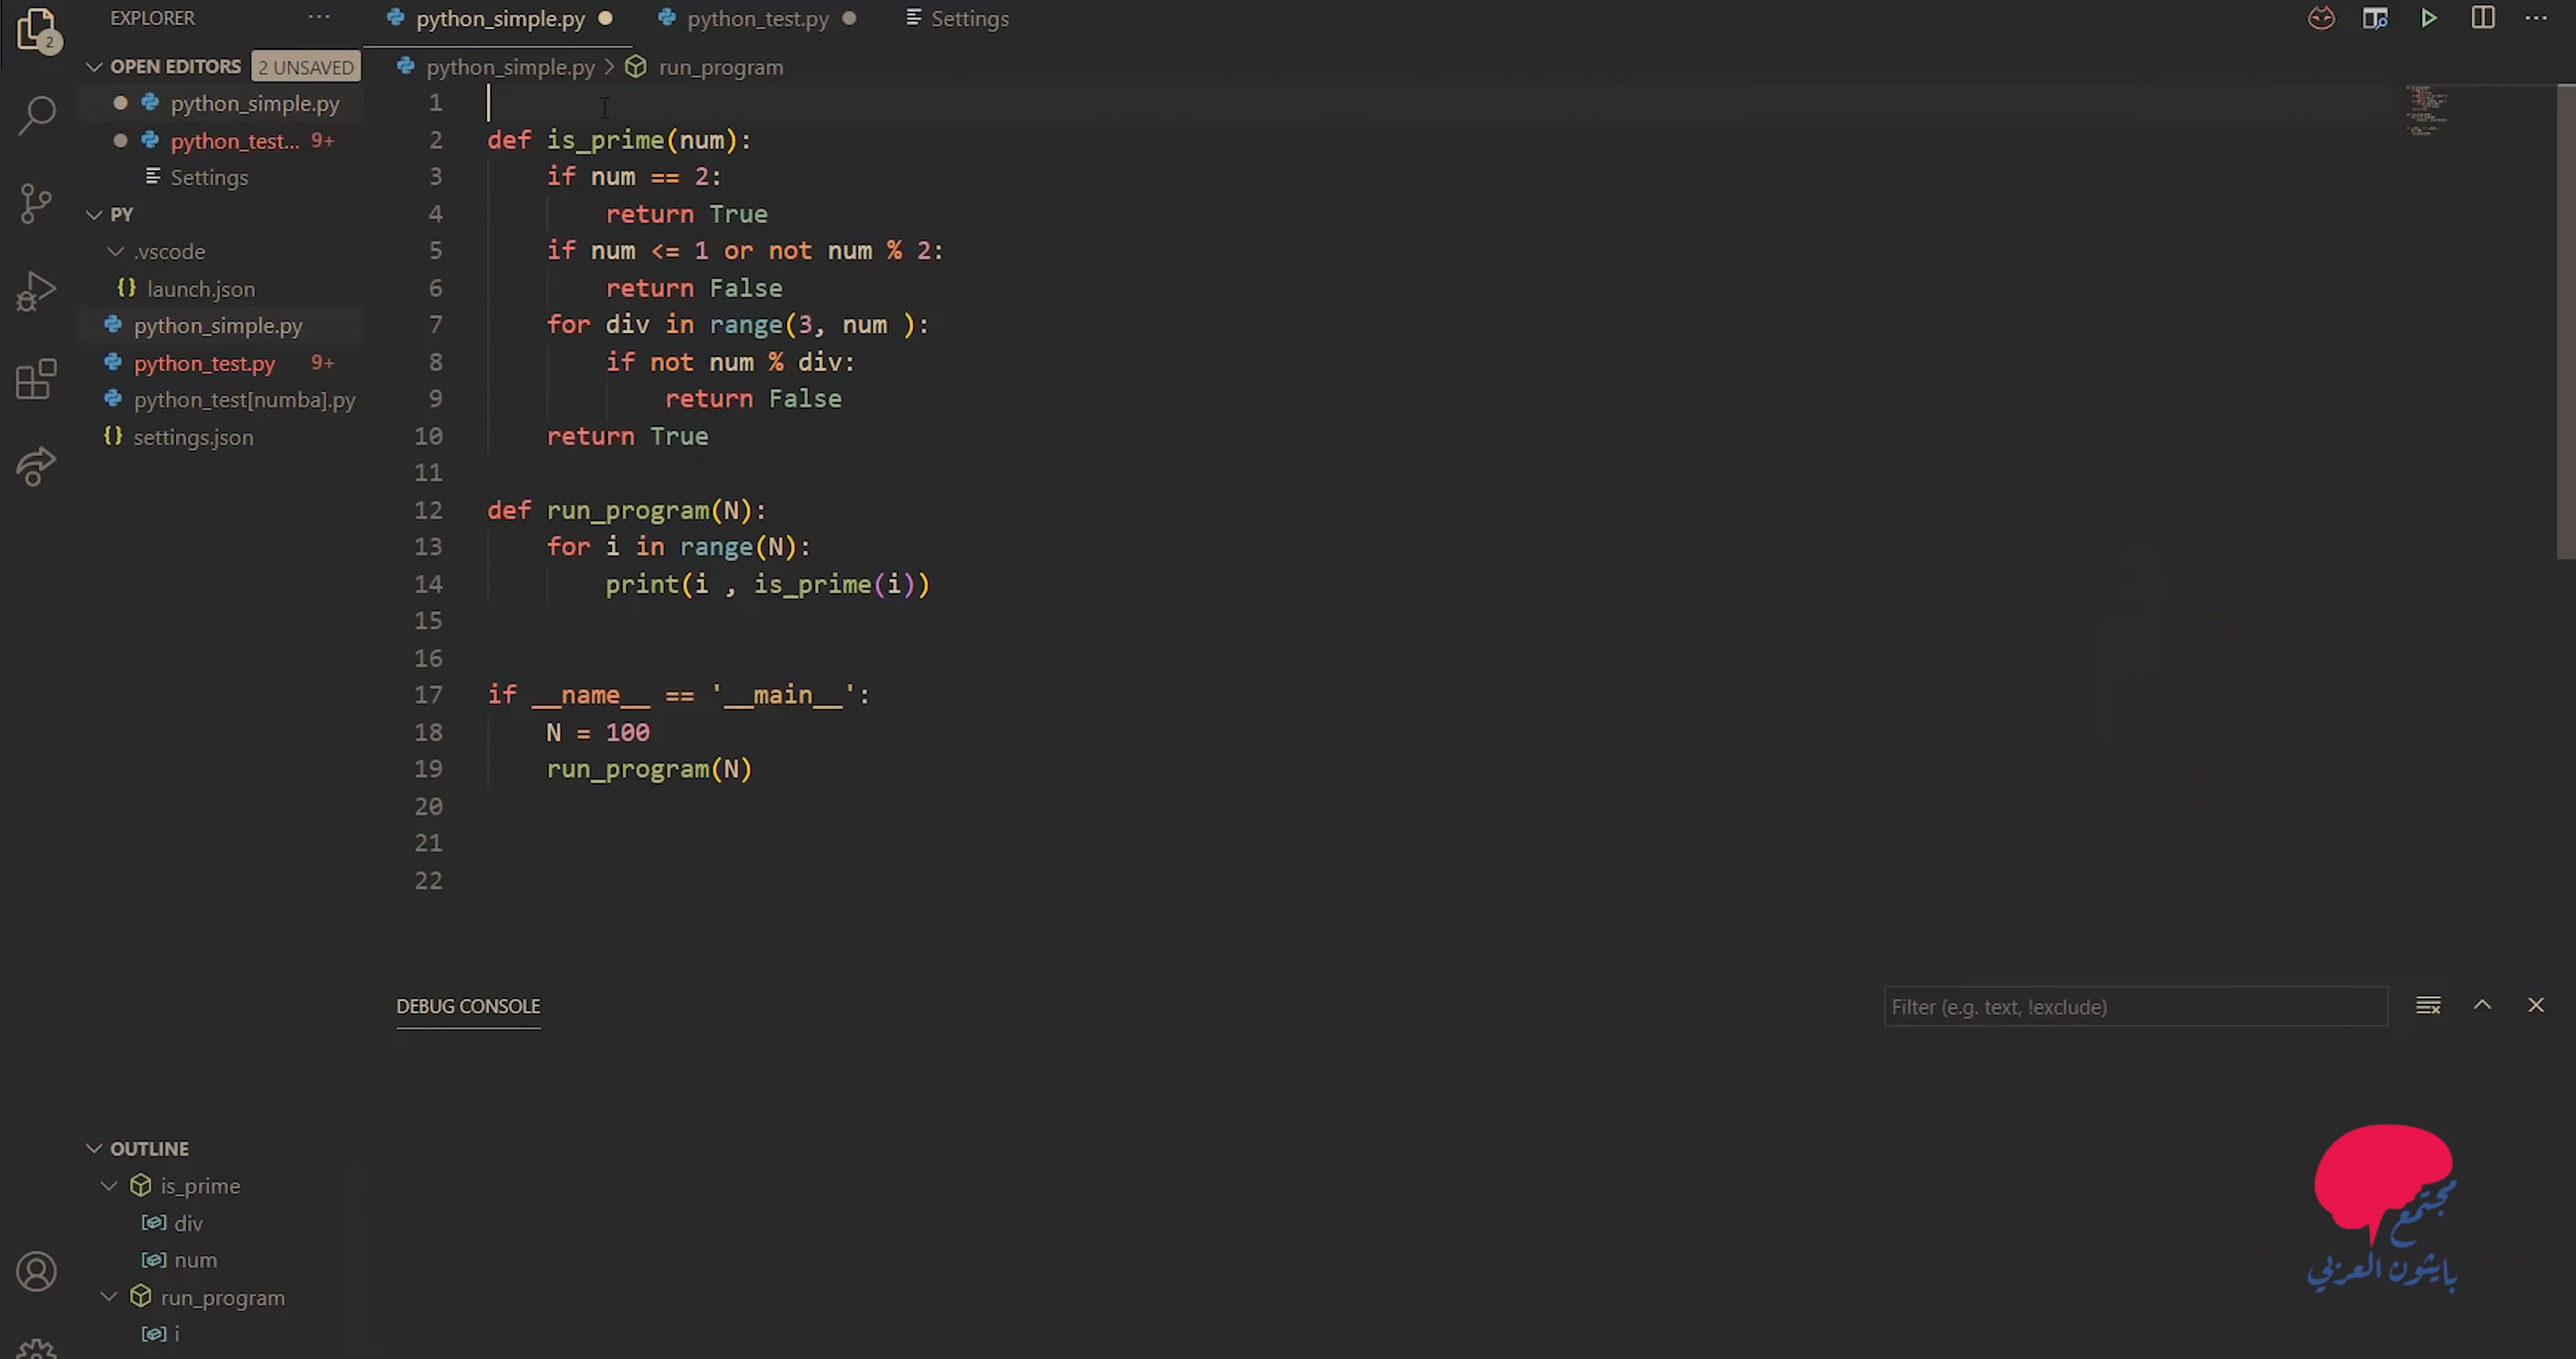 EXPLORER
OPEN EDITORS 2 UNSAVED
python_simple.py
python_test... 9+
Settings
PY
.vscode
launch.json
python_simple.py
python_test.py 9+
python_test[numba].py
settings.json
OUTLINE
is_prime
div
num
run_program
i
2
python_simple.py python_test.py Settings
python_simple.py > run_program
1
2 def is_prime(num):
3     if num == 2:
4         return True
5     if num <= 1 or not num % 2:
6         return False
7     for div in range(3, num ):
8         if not num % div:
9             return False
10     return True
11
12 def run_program(N):
13     for i in range(N):
14         print(i , is_prime(i))
15
16
17 if __name__ == '__main__':
18     N = 100
19     run_program(N)
20
21
22
DEBUG CONSOLE Filter (e.g. text, !exclude)
مجتمع
بايثون العربي